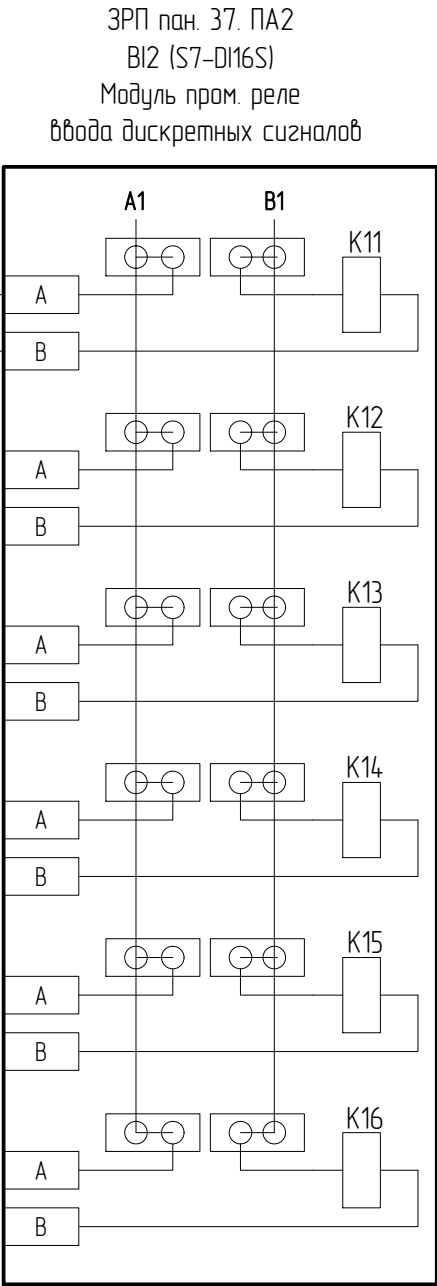 ЗРП пан. 37. ПА2
BI2 (S7-DI16S)
Модуль пром. реле
ввода дискретных сигналов
A1 B1
K11
A
B
K12
A
B
K13
A
B
K14
A
B
K15
A
B
K16
A
B